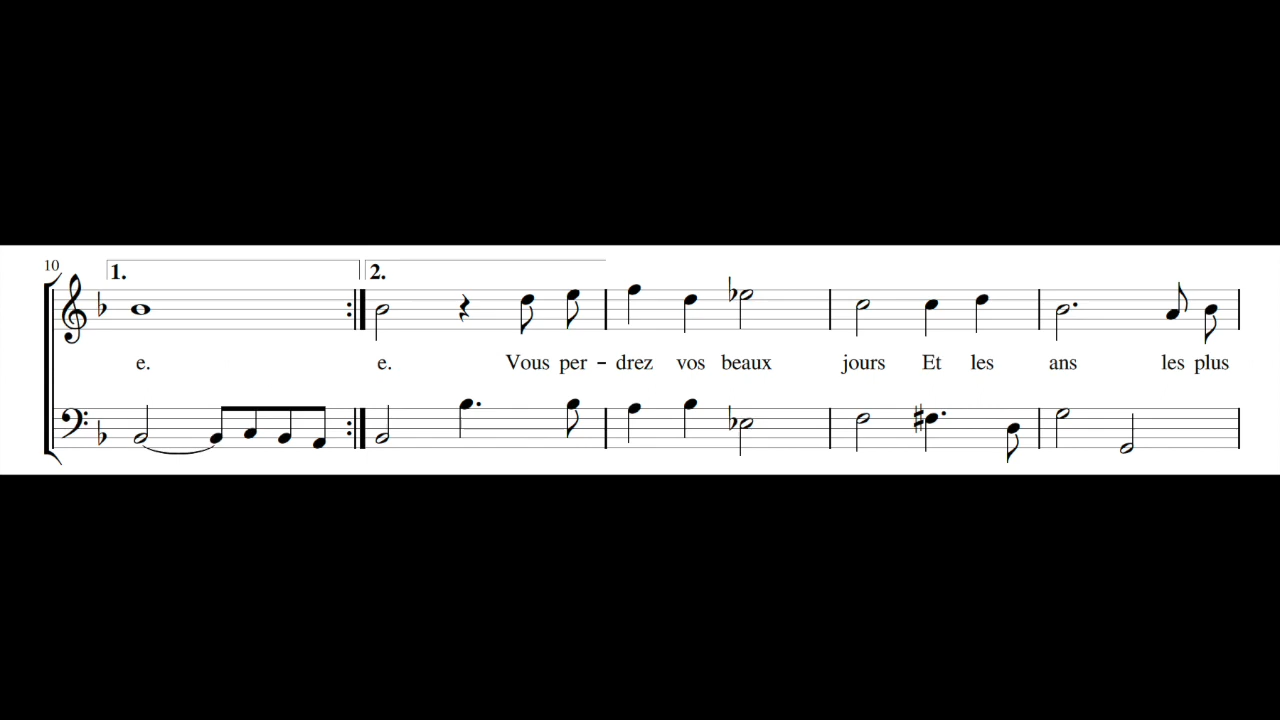 10
1. 2.
e. e. Vous per – drez vos beaux jours Et les ans les plus